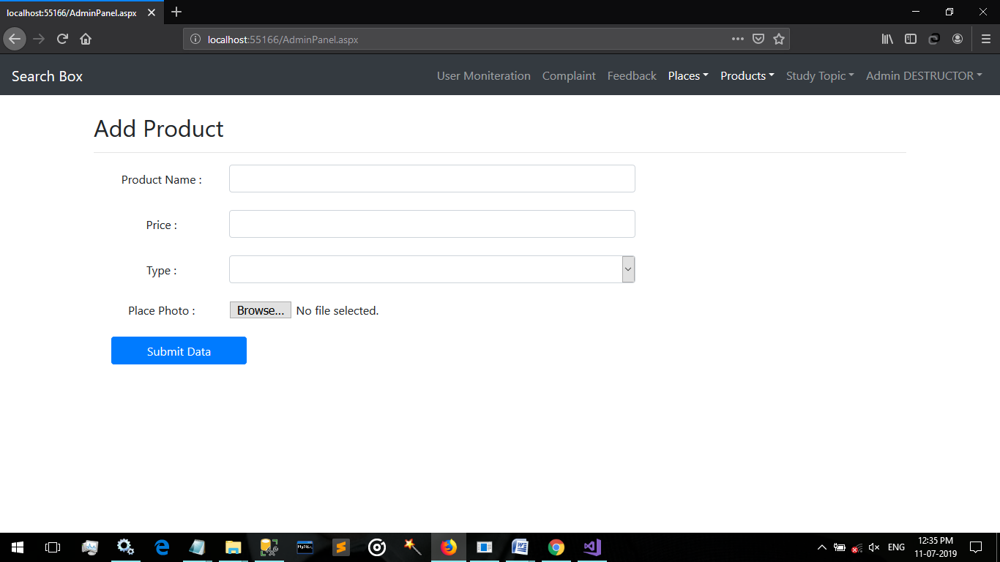 localhost:55166/AdminPanel.aspx
localhost:55166/AdminPanel.aspx
Search Box User Moniteration Complaint Feedback Places Products Study Topic Admin DESTRUCTOR
Add Product
Product Name :
Price :
Type :
Place Photo : Browse... No file selected.
Submit Data
MySQL
ENG 12:35 PM
11-07-2019